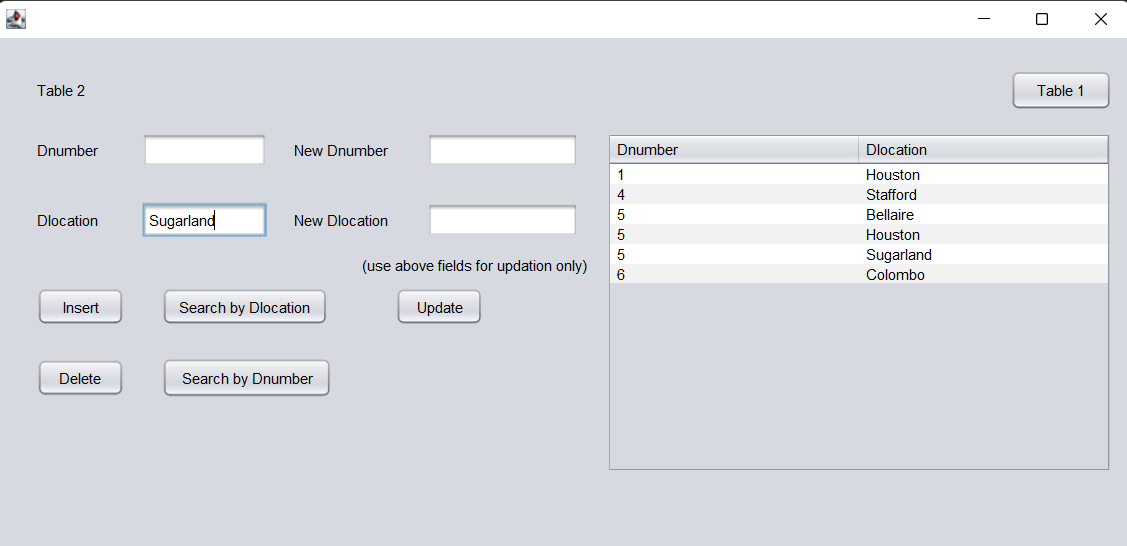 Table 2
Table 1
Dnumber New Dnumber
Dlocation Sugarland New Dlocation
(use above fields for updation only)
Insert Search by Dlocation Update
Delete Search by Dnumber
Dnumber Dlocation
1 Houston
4 Stafford
5 Bellaire
5 Houston
5 Sugarland
6 Colombo